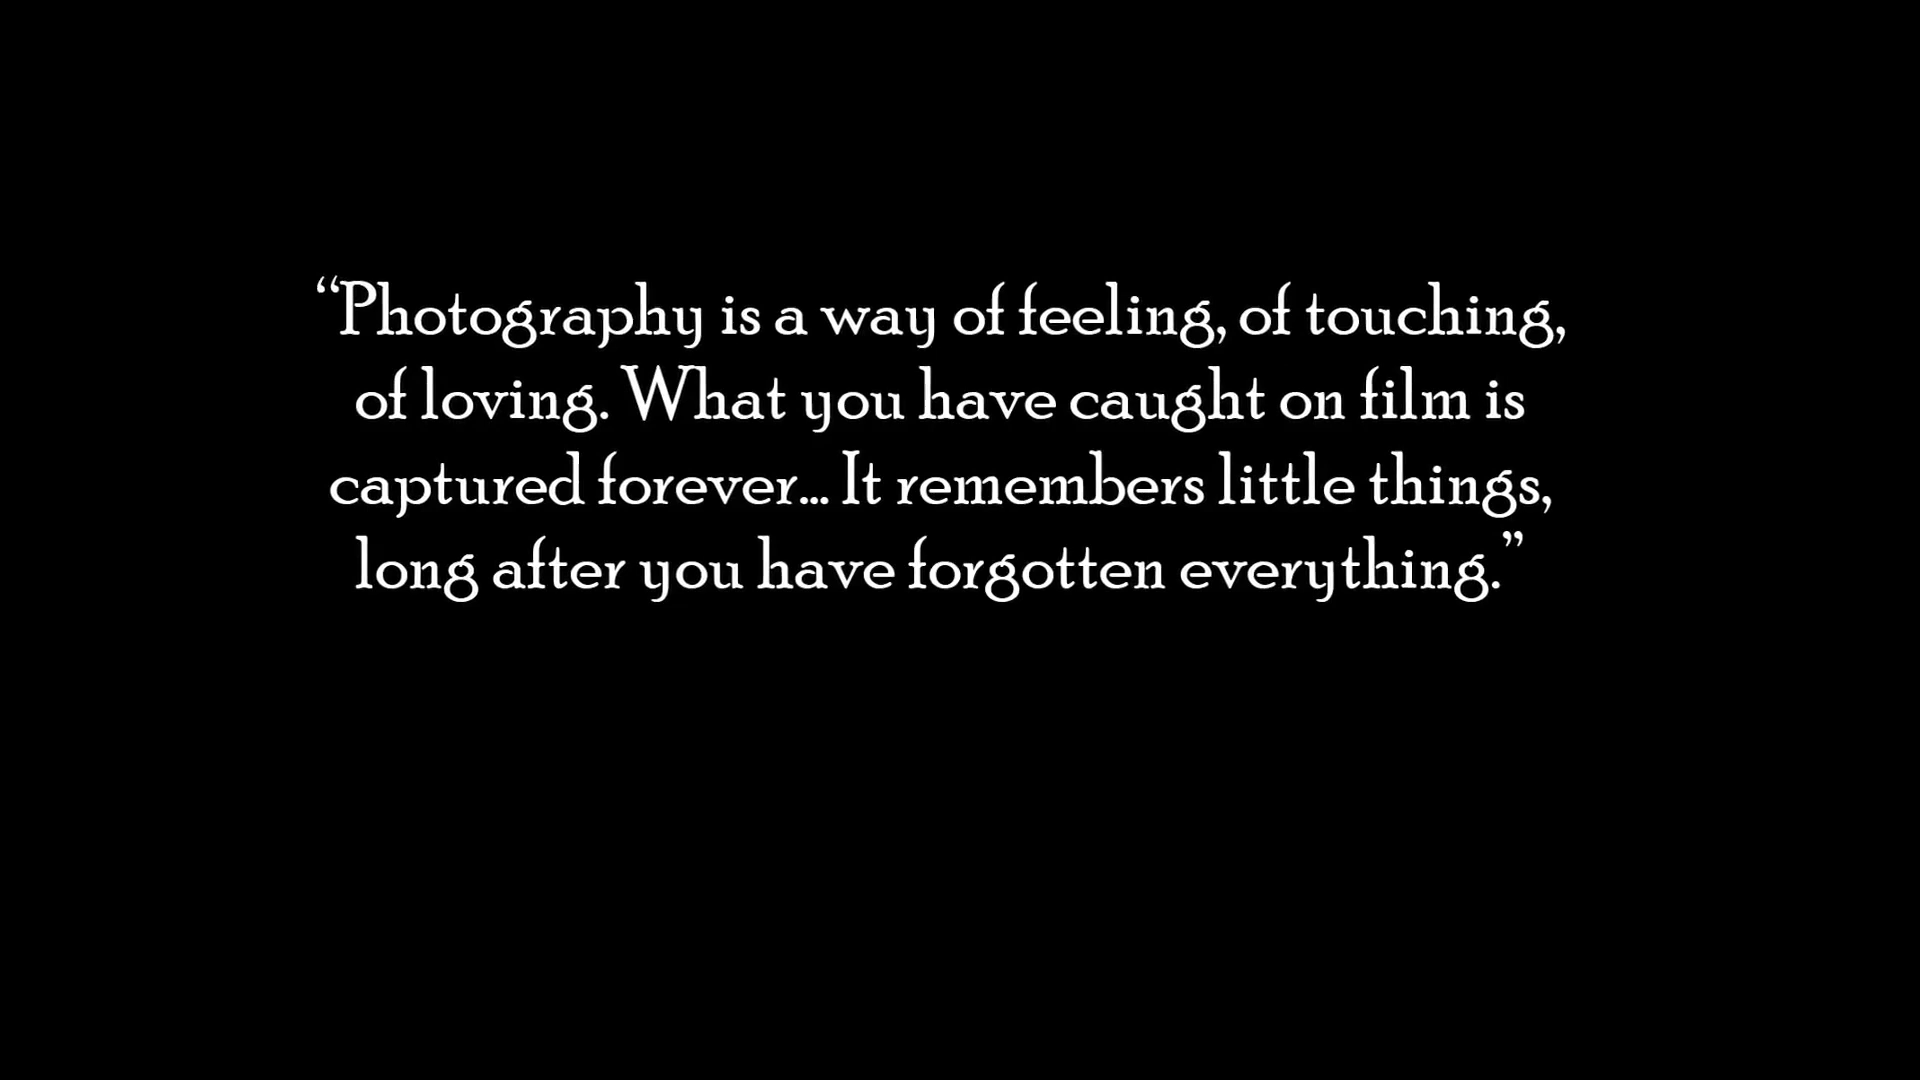 “Photography is a way of feeling, of touching,
of loving. What you have caught on film is
captured forever... It remembers little things,
long after you have forgotten everything.”